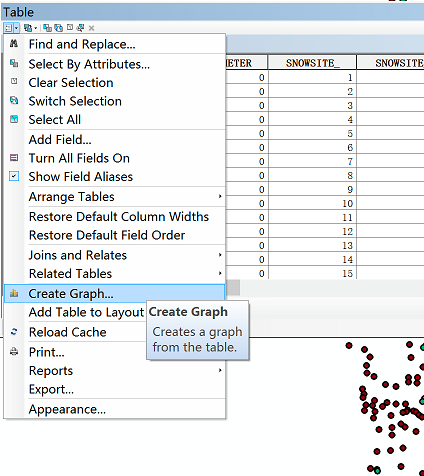 Table
Find and Replace...
Select By Attributes...
Clear Selection
Switch Selection
Select All
Add Field...
Turn All Fields On
Show Field Aliases
Arrange Tables
Restore Default Column Widths
Restore Default Field Order
Joins and Relates
Related Tables
Create Graph...
Add Table to Layout
Reload Cache
Print...
Reports
Export...
Appearance...
Create Graph
Creates a graph
from the table.
METER SNOWSITE_ SNOWSITE_
0 1
0 2
0 3
0 4
0 5
0 6
0 7
0 8
0 9
0 10
0 11
0 12
0 13
0 14
0 15